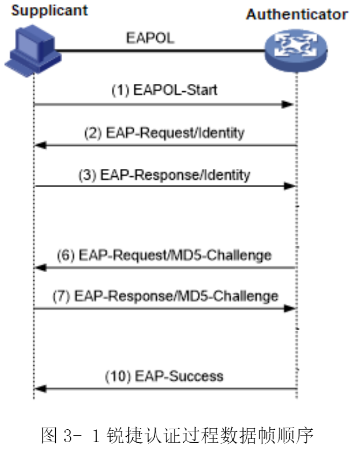 Supplicant
Authenticator
EAPOL
(1) EAPOL-Start
(2) EAP-Request/Identity
(3) EAP-Response/Identity
(6) EAP-Request/MD5-Challenge
(7) EAP-Response/MD5-Challenge
(10) EAP-Success
图 3- 1 锐捷认证过程数据帧顺序